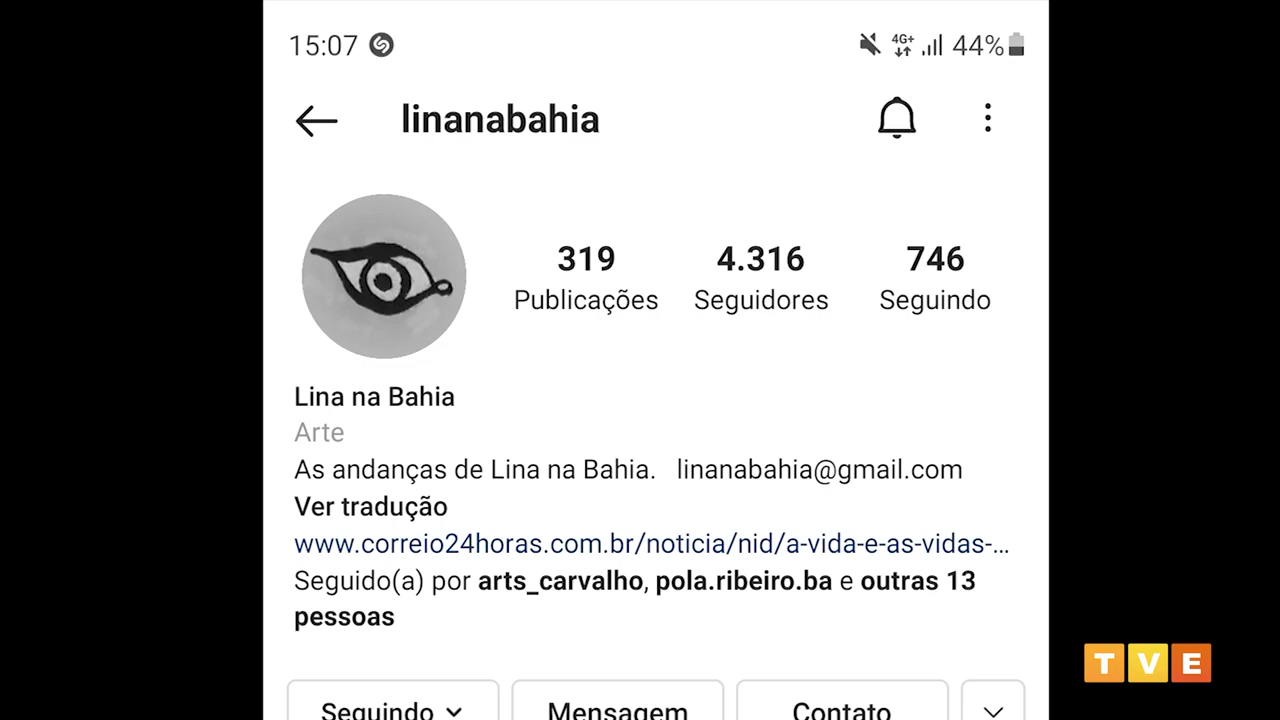 15:07 4G+ 44%
linanabahia
319 4.316 746
Publicações Seguidores Seguindo
Lina na Bahia
Arte
As andanças de Lina na Bahia. linanabahia@gmail.com
Ver tradução
www.correio24horas.com.br/noticia/nid/a-vida-e-as-vidas-...
Seguido(a) por arts_carvalho, pola.ribeiro.ba e outras 13
pessoas
Seguindo Mensagem Contato
TVE